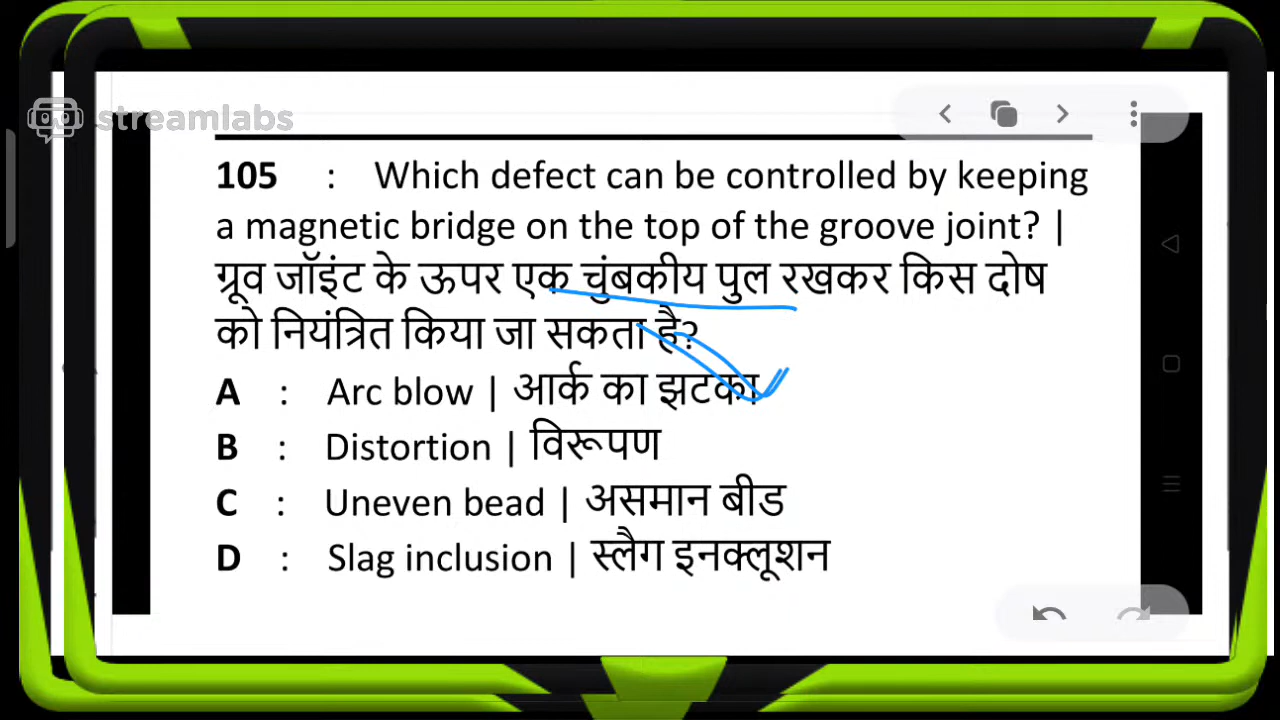 streamlabs
105 : Which defect can be controlled by keeping
a magnetic bridge on the top of the groove joint? |
ग्रूव जॉइंट के ऊपर एक चुंबकीय पुल रखकर किस दोष
को नियंत्रित किया जा सकता है?
A : Arc blow | आर्क का झटका
B : Distortion | विरूपण
C : Uneven bead | असमान बीड
D : Slag inclusion | स्लैग इनक्लूशन